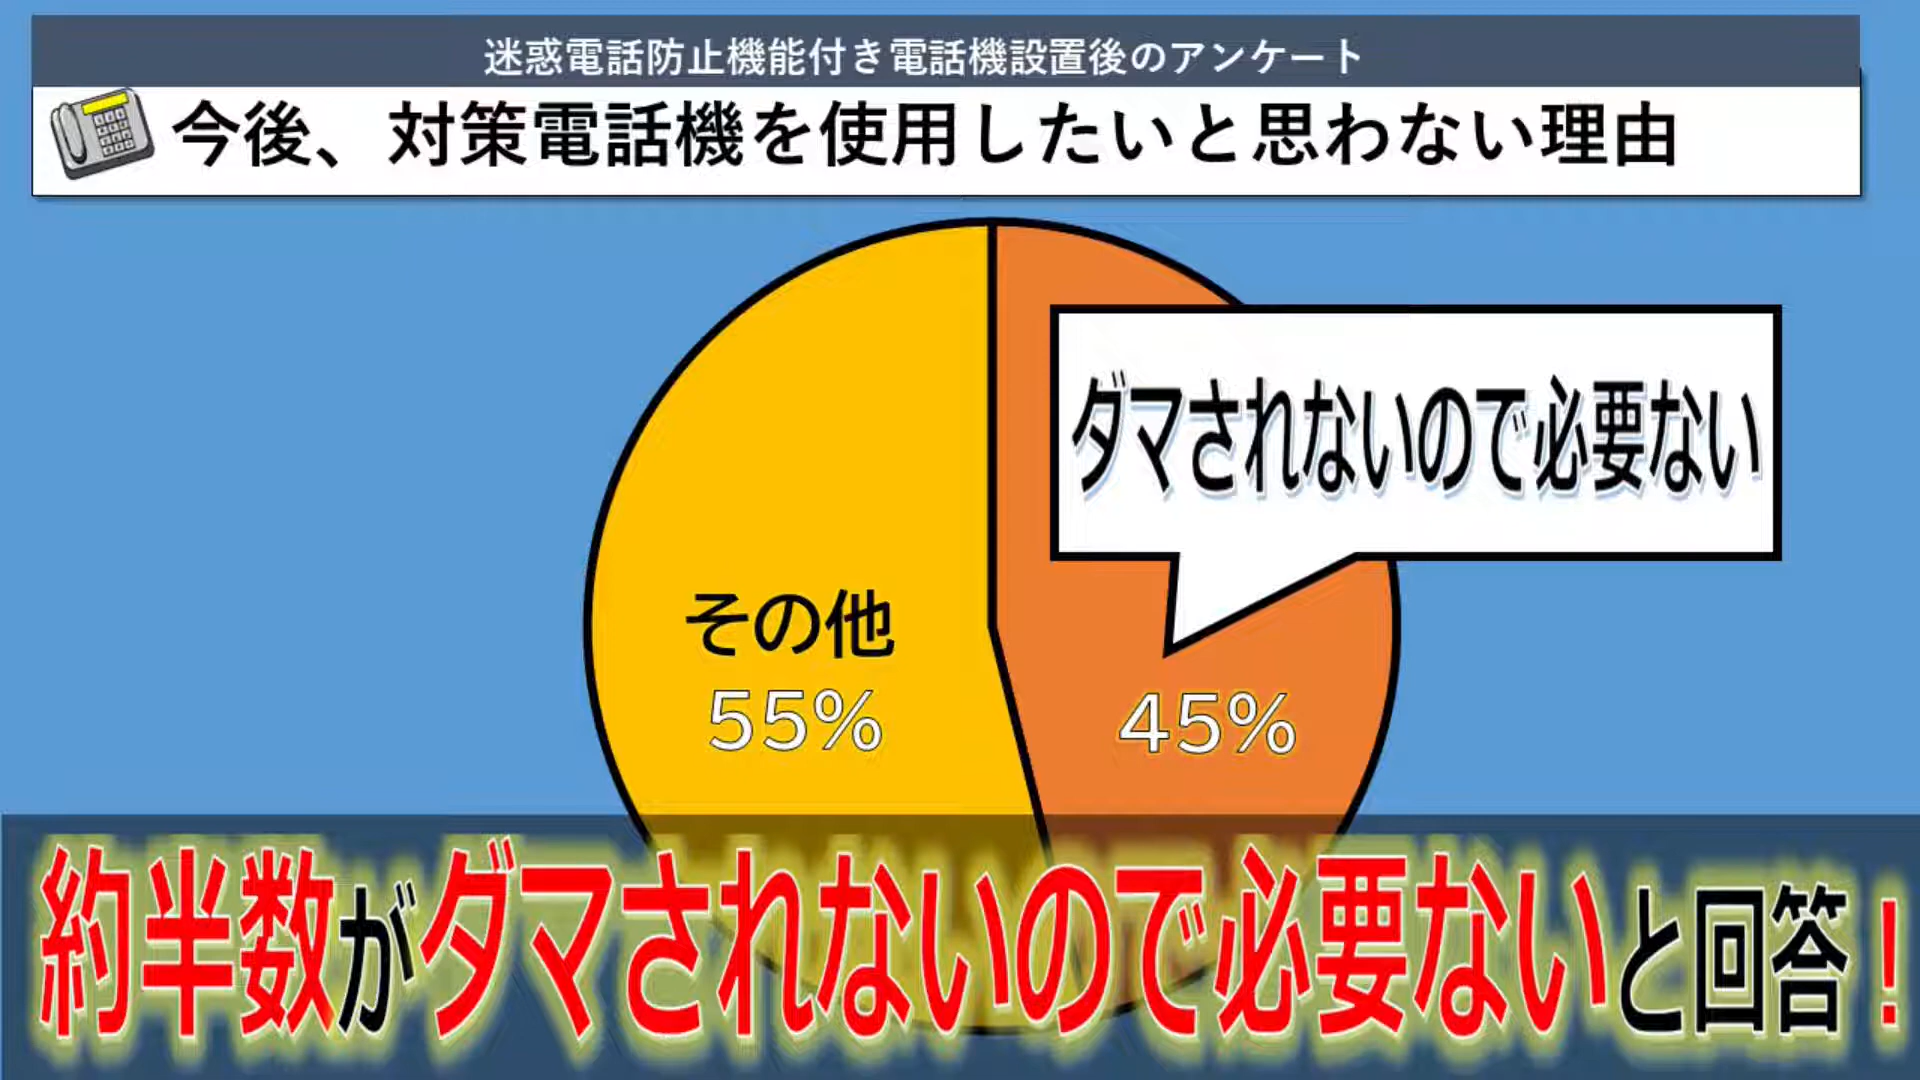 迷惑電話防止機能付き電話機設置後のアンケート
今後、対策電話機を使用したいと思わない理由
ダマされないので必要ない
その他
55%
45%
約半数がダマされないので必要ないと回答！